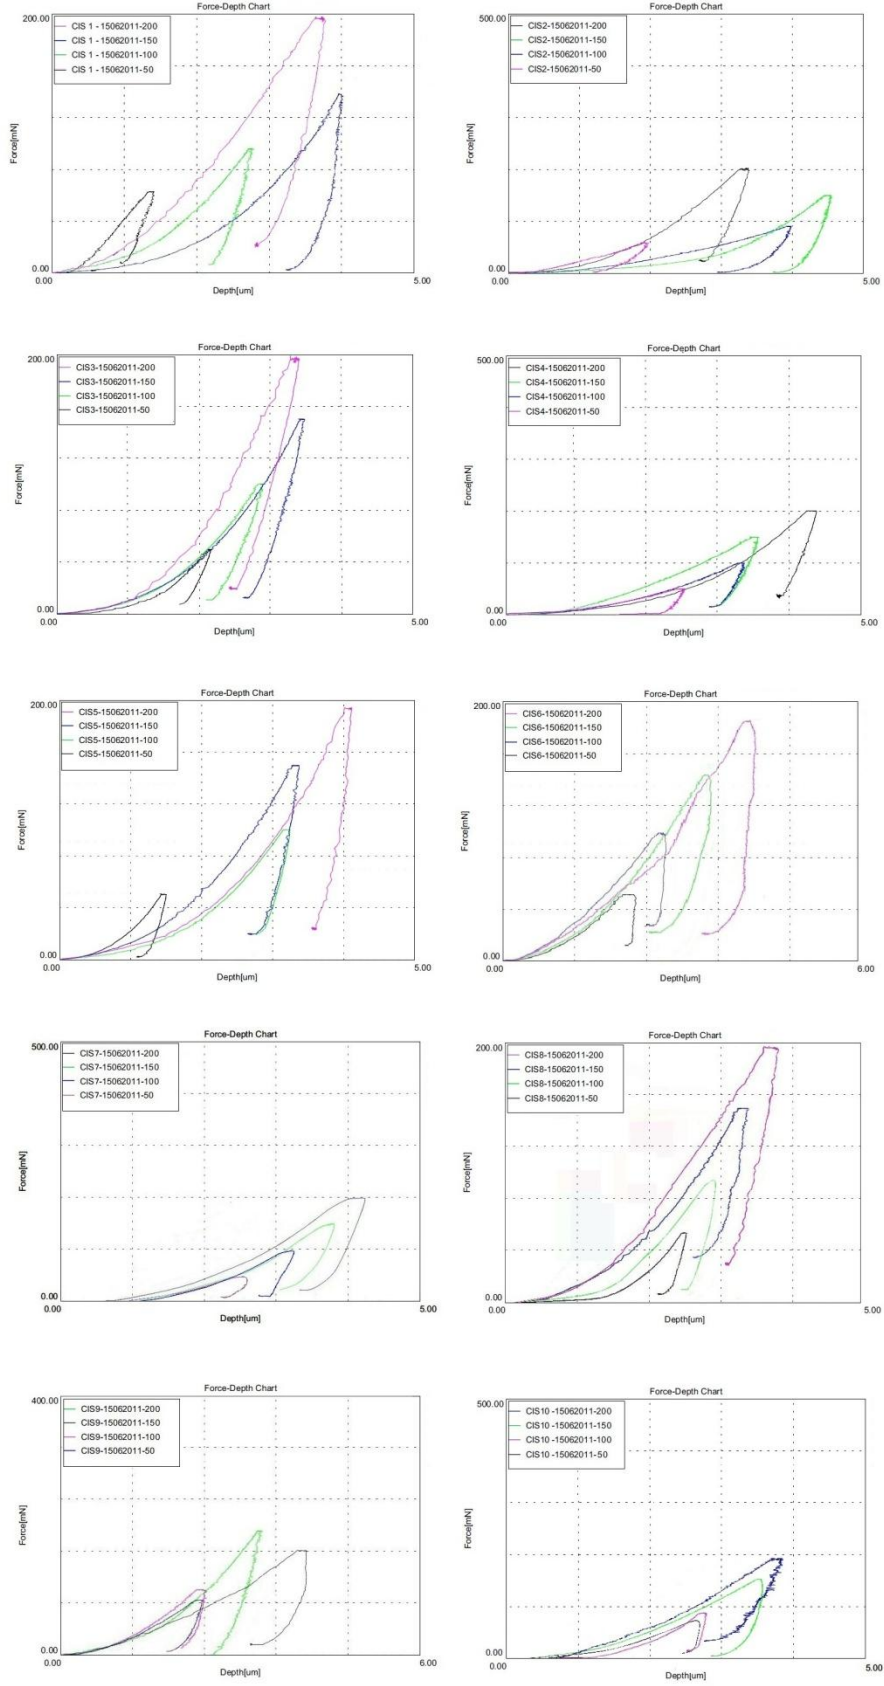 Force-Depth Chart
200.00
CIS 1 - 15062011-200
CIS 1 - 15062011-150
CIS 1 - 15062011-100
CIS 1 - 15062011-50
Force[mN]
0.00
0.00
5.00
Depth[um]
Force-Depth Chart
500.00
CIS2-15062011-200
CIS2-15062011-150
CIS2-15062011-100
CIS2-15062011-50
Force[mN]
0.00
0.00
5.00
Depth[um]
Force-Depth Chart
200.00
CIS3-15062011-200
CIS3-15062011-150
CIS3-15062011-100
CIS3-15062011-50
Force[mN]
0.00
0.00
5.00
Depth[um]
Force-Depth Chart
500.00
CIS4-15062011-200
CIS4-15062011-150
CIS4-15062011-100
CIS4-15062011-50
Force[mN]
0.00
0.00
5.00
Depth[um]
Force-Depth Chart
200.00
CIS5-15062011-200
CIS5-15062011-150
CIS5-15062011-100
CIS5-15062011-50
Force[mN]
0.00
0.00
5.00
Depth[um]
Force-Depth Chart
200.00
CIS6-15062011-200
CIS6-15062011-150
CIS6-15062011-100
CIS6-15062011-50
Force[mN]
0.00
0.00
6.00
Depth[um]
Force-Depth Chart
500.00
CIS7-15062011-200
CIS7-15062011-150
CIS7-15062011-100
CIS7-15062011-50
Force[mN]
0.00
0.00
5.00
Depth[um]
Force-Depth Chart
200.00
CIS8-15062011-200
CIS8-15062011-150
CIS8-15062011-100
CIS8-15062011-50
Force[mN]
0.00
0.00
5.00
Depth[um]
Force-Depth Chart
400.00
CIS9-15062011-200
CIS9-15062011-150
CIS9-15062011-100
CIS9-15062011-50
Force[mN]
0.00
0.00
6.00
Depth[um]
Force-Depth Chart
500.00
CIS10 -15062011-200
CIS10 -15062011-150
CIS10 -15062011-100
CIS10 -15062011-50
Force[mN]
0.00
0.00
5.00
Depth[um]